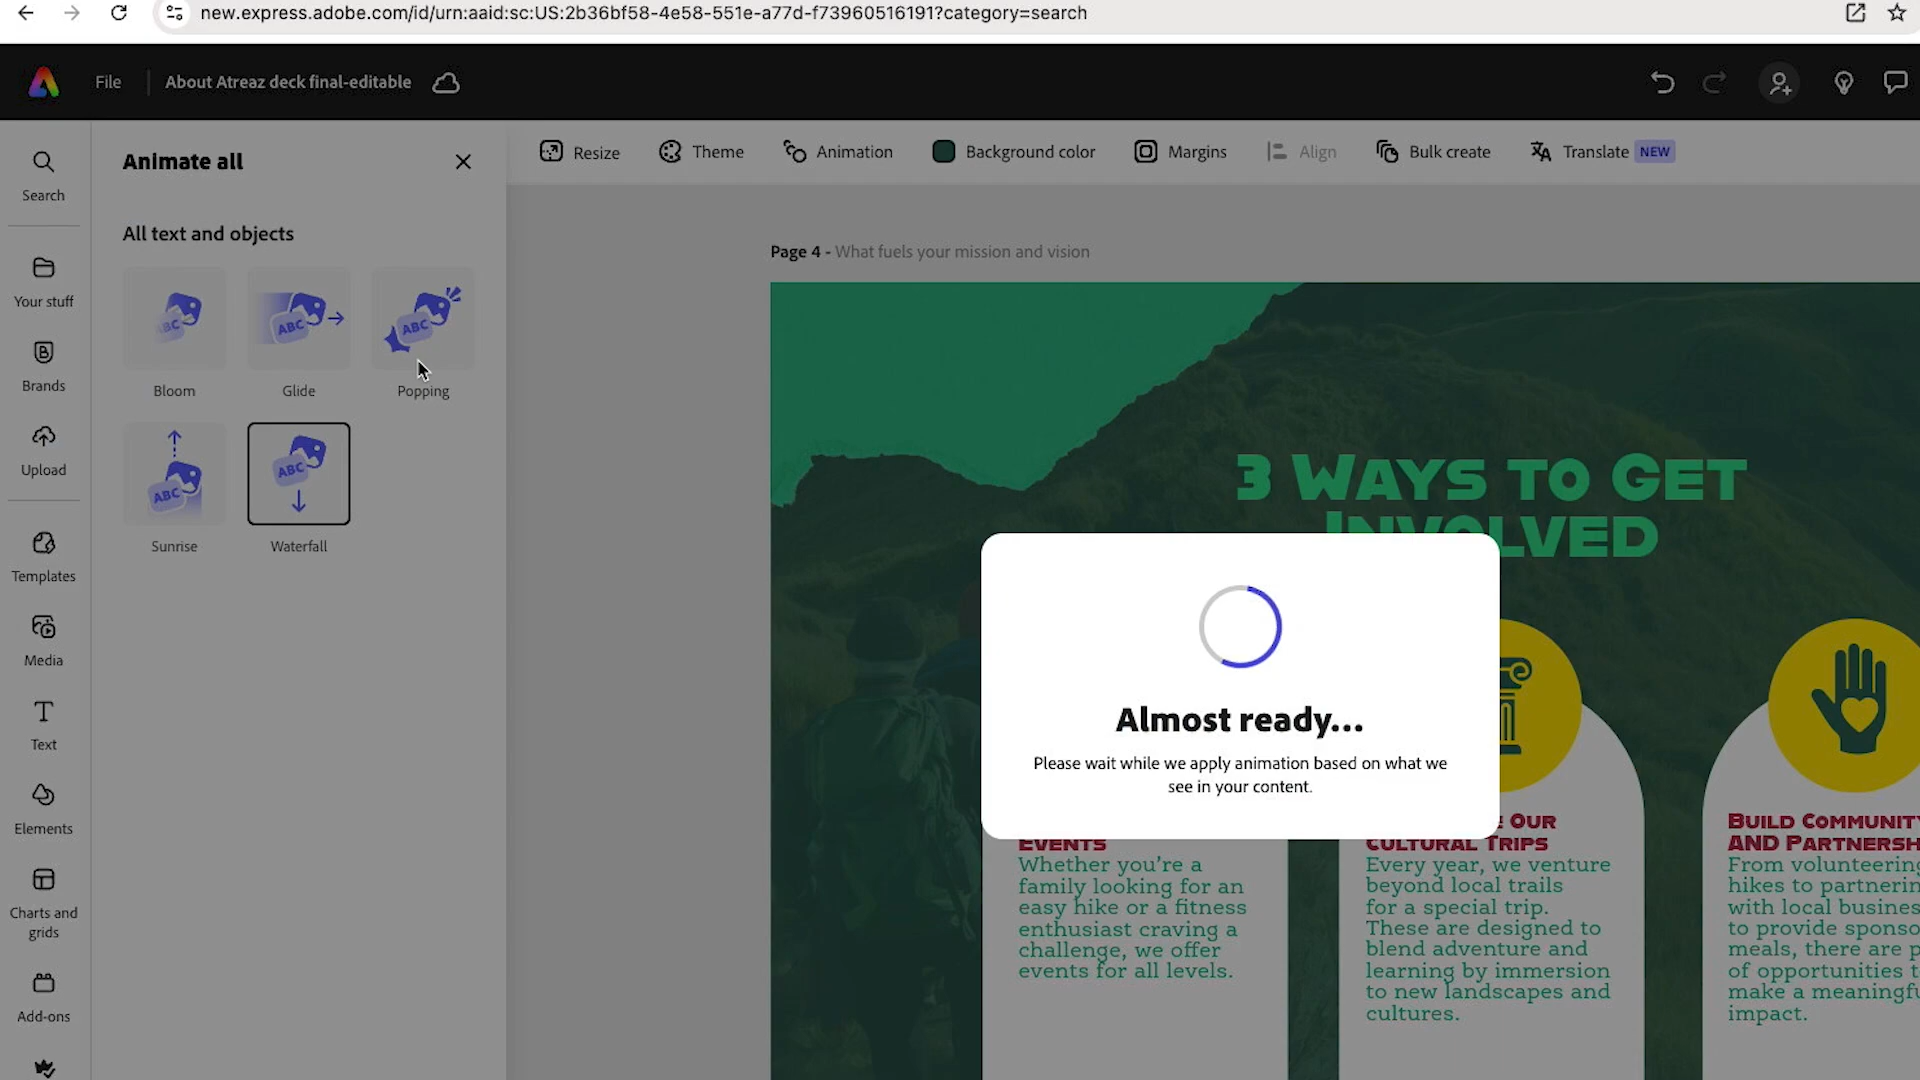 new.express.adobe.com/id/urn:aaid:sc:US:2b36bf58-4e58-551e-a77d-f73960516191?category=search
File
About Atreaz deck final-editable
Search
Your stuff
Brands
Upload
Templates
Media
Text
Elements
Charts and
grids
Add-ons
Animate all
All text and objects
ABC
ABC
ABC
Bloom
Glide
Popping
ABC
ABC
Sunrise
Waterfall
Resize
Theme
Animation
Background color
Margins
Align
Bulk create
Translate NEW
Page 4 - What fuels your mission and vision
3 Ways to Get
Involved
Almost ready...
Please wait while we apply animation based on what we
see in your content.
Events
Whether you're a
family looking for an
easy hike or a fitness
enthusiast craving a
challenge, we offer
events for all levels.
Our
Cultural Trips
Every year, we venture
beyond local trails
for a special trip.
These are designed to
blend adventure and
learning by immersion
to new landscapes and
cultures.
Build Community
and Partnersh
From volunteering
hikes to partnerin
with local busines
to provide sponso
meals, there are p
of opportunities t
make a meaningfu
impact.